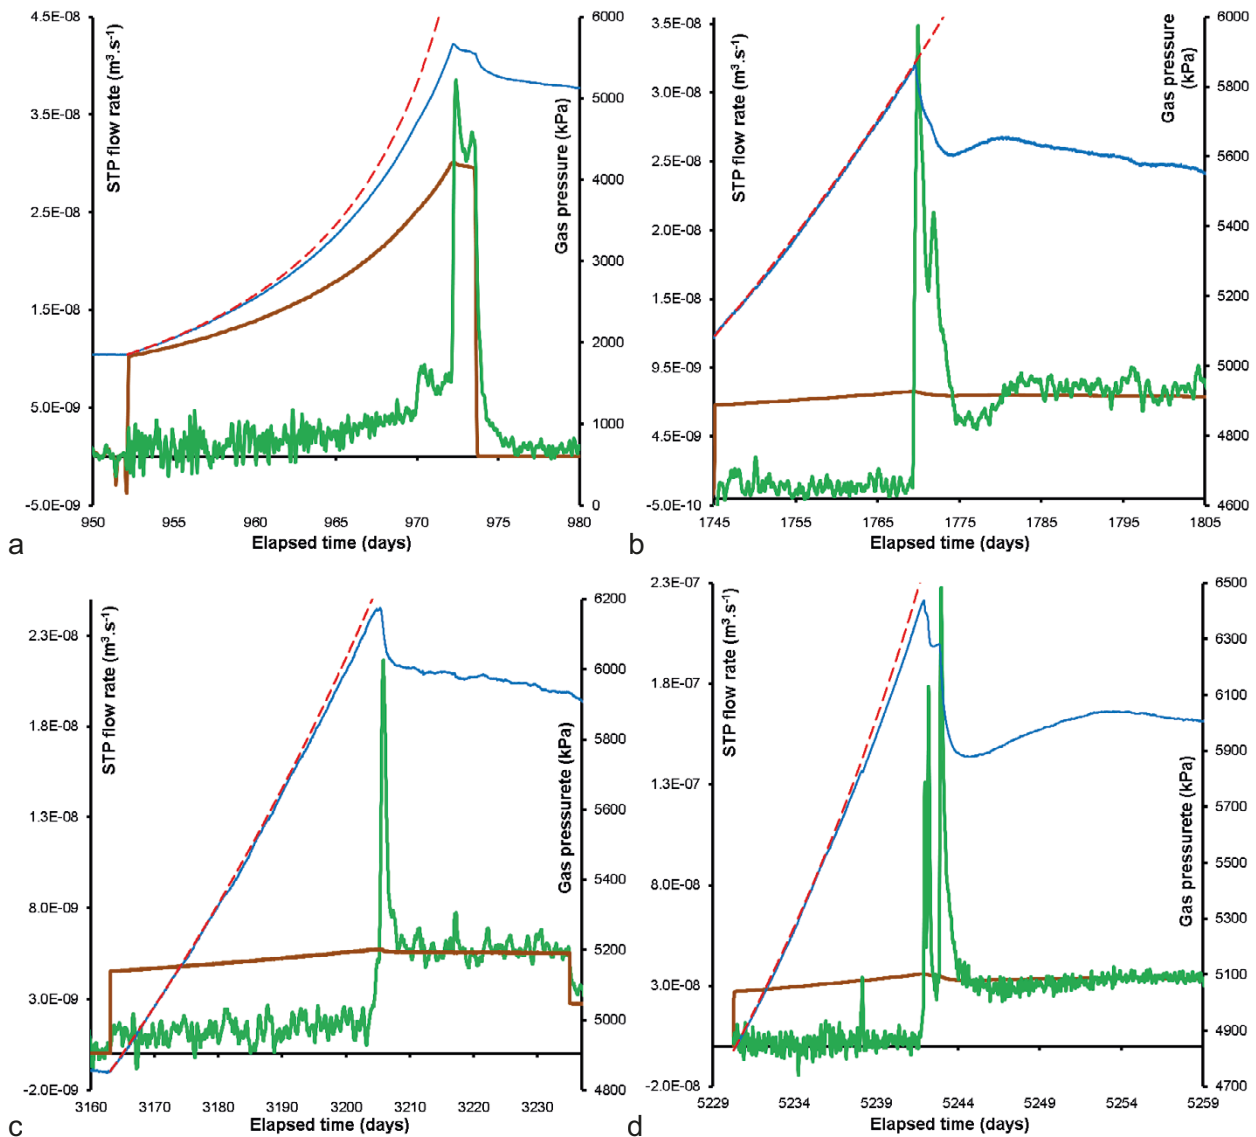 4.5E-08
3.5E-08
2.5E-08
1.5E-08
5.0E-09
-5.0E-09
STP flow rate (m³.s⁻¹)
6000
5000
4000
3000
2000
1000
0
Gas pressure (kPa)
950 955 960 965 970 975 980
Elapsed time (days)
a
3.5E-08
3.0E-08
2.5E-08
2.0E-08
1.5E-08
9.5E-09
4.5E-09
-5.0E-10
STP flow rate (m³.s⁻¹)
6000
5800
5600
5400
5200
5000
4800
4600
Gas pressure
(kPa)
1745 1755 1765 1775 1785 1795 1805
Elapsed time (days)
b
2.3E-08
1.8E-08
1.3E-08
8.0E-09
3.0E-09
-2.0E-09
STP flow rate (m³.s⁻¹)
6200
6000
5800
5600
5400
5200
5000
4800
Gas pressurete (kPa)
3160 3170 3180 3190 3200 3210 3220 3230
Elapsed time (days)
c
2.3E-07
1.8E-07
1.3E-07
8.0E-08
3.0E-08
-2.0E-08
STP flow rate (m³.s⁻¹)
6500
6300
6100
5900
5700
5500
5300
5100
4900
4700
Gas pressurete (kPa)
5229 5234 5239 5244 5249 5254 5259
Elapsed time (days)
d